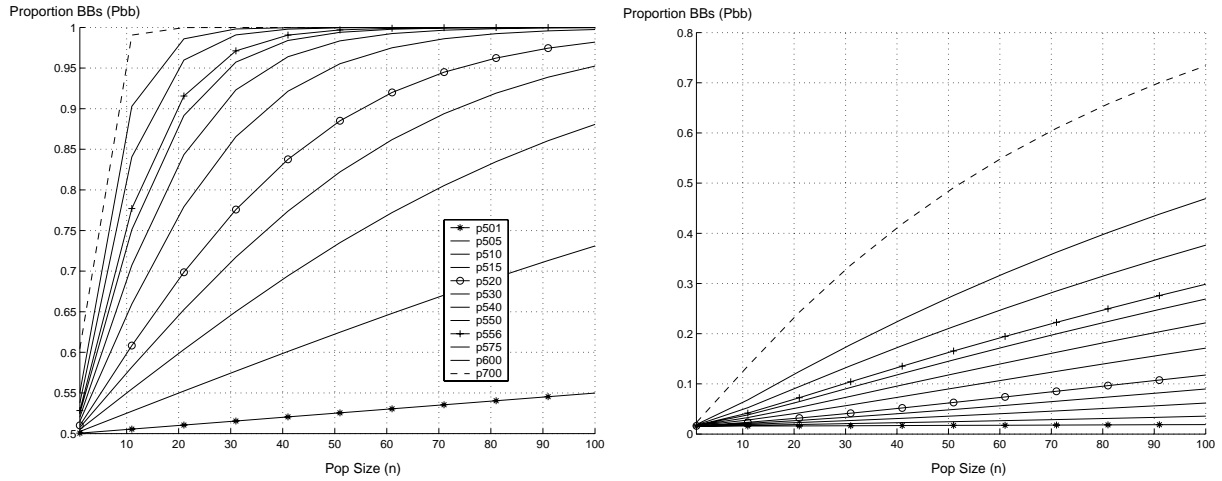 Proportion BBs (Pbb)
1
0.95
0.9
0.85
0.8
0.75
0.7
0.65
0.6
0.55
0.5
10 20 30 40 50 60 70 80 90 100
Pop Size (n)
p501
p505
p510
p515
p520
p530
p540
p550
p556
p575
p600
p700
Proportion BBs (Pbb)
0.8
0.7
0.6
0.5
0.4
0.3
0.2
0.1
0
10 20 30 40 50 60 70 80 90 100
Pop Size (n)